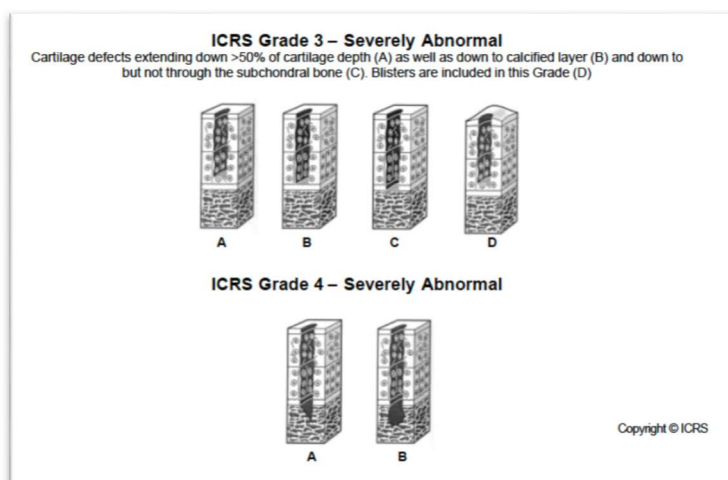 ICRS Grade 3 – Severely Abnormal
Cartilage defects extending down >50% of cartilage depth (A) as well as down to calcified layer (B) and down to
but not through the subchondral bone (C). Blisters are included in this Grade (D)
A B C D
ICRS Grade 4 – Severely Abnormal
Copyright © ICRS
A B